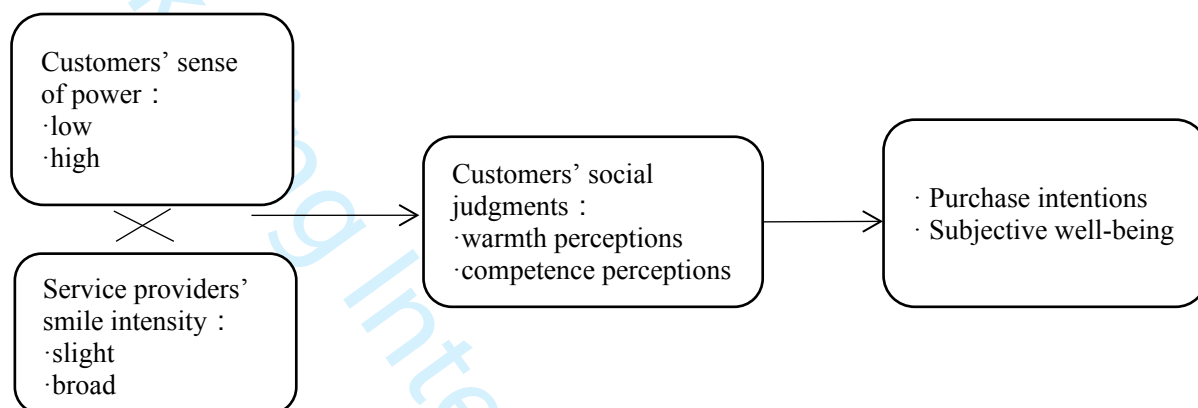 Customers’ sense
of power：
·low
·high
Service providers’
smile intensity：
·slight
·broad
Customers’ social
judgments：
·warmth perceptions
·competence perceptions
· Purchase intentions
· Subjective well-being